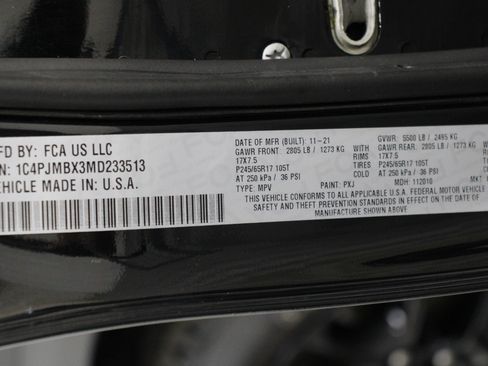 FD BY: FCA US LLC
N: 1C4PJMBX3MD233513
VEHICLE MADE IN: U.S.A.
DATE OF MFR (BUILT): 11-21
GVWR: 5500 LB / 2495 KG
GAWR FRONT: 2805 LB / 1273 KG
GAWR REAR: 2805 LB / 1273 KG
17X7.5
RIMS
17X7.5
P245/65R17 105T
TIRES
P245/65R17 105T
AT 250 kPa / 36 PSI
AT 250 kPa / 36 PSI
TYPE: MPV
PAINT: PXJ
MDH: 112010
MKT
THIS VEHICLE CONFORMS TO ALL APPLICABLE U.S.A. FEDERAL MOTOR VEHICLE
SAFETY AND THEFT PREVENTION STANDARDS IN EFFECT ON THE DATE OF
MANUFACTURE SHOWN ABOVE